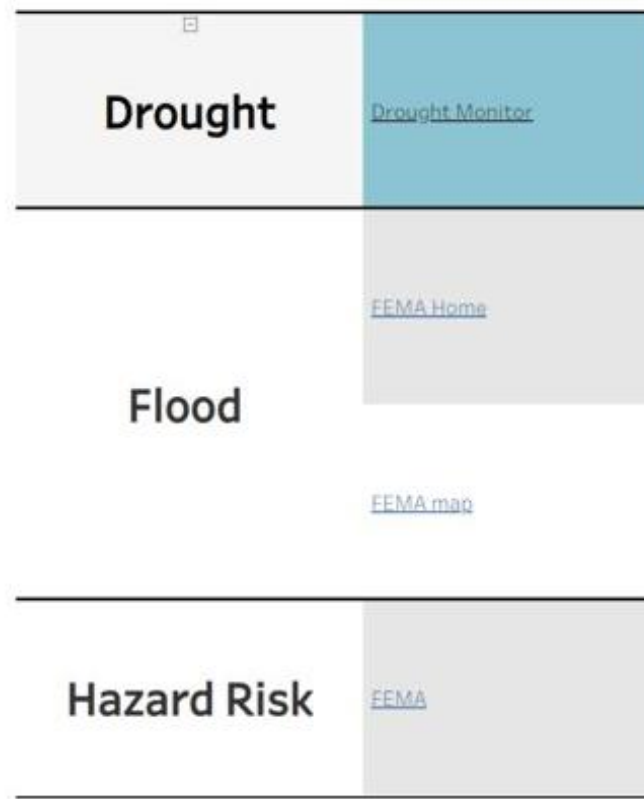 Drought
Drought Monitor
Flood
FEMA Home
FEMA map
Hazard Risk
FEMA